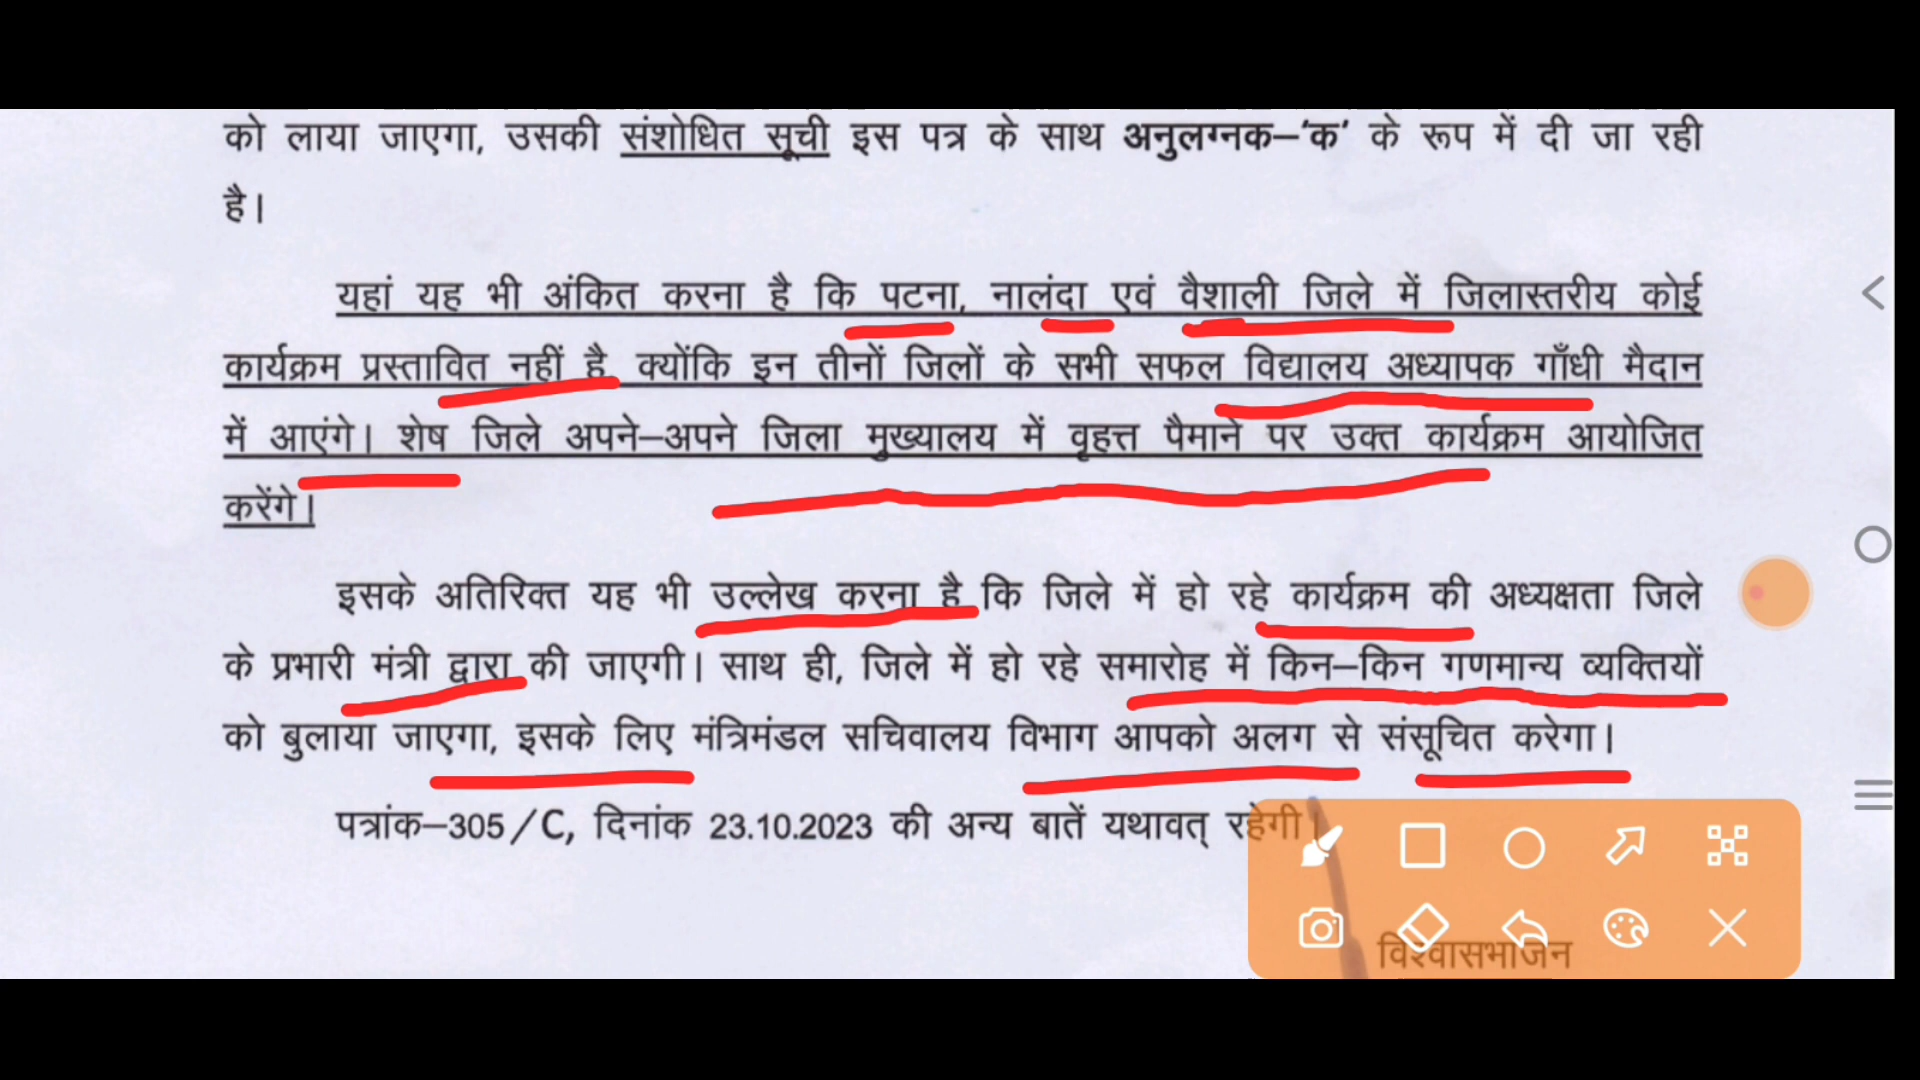 को लाया जाएगा, उसकी संशोधित सूची इस पत्र के साथ अनुलग्नक–'क' के रूप में दी जा रही
है।
यहां यह भी अंकित करना है कि पटना, नालंदा एवं वैशाली जिले में जिलास्तरीय कोई
कार्यक्रम प्रस्तावित नहीं है क्योंकि इन तीनों जिलों के सभी सफल विद्यालय अध्यापक गाँधी मैदान
में आएंगे। शेष जिले अपने–अपने जिला मुख्यालय में वृहत्त पैमाने पर उक्त कार्यक्रम आयोजित
करेंगे।
इसके अतिरिक्त यह भी उल्लेख करना है कि जिले में हो रहे कार्यक्रम की अध्यक्षता जिले
के प्रभारी मंत्री द्वारा की जाएगी। साथ ही, जिले में हो रहे समारोह में किन–किन गणमान्य व्यक्तियों
को बुलाया जाएगा, इसके लिए मंत्रिमंडल सचिवालय विभाग आपको अलग से संसूचित करेगा।
पत्रांक–305/C, दिनांक 23.10.2023 की अन्य बातें यथावत् रहेगी।
विश्वासभाजन